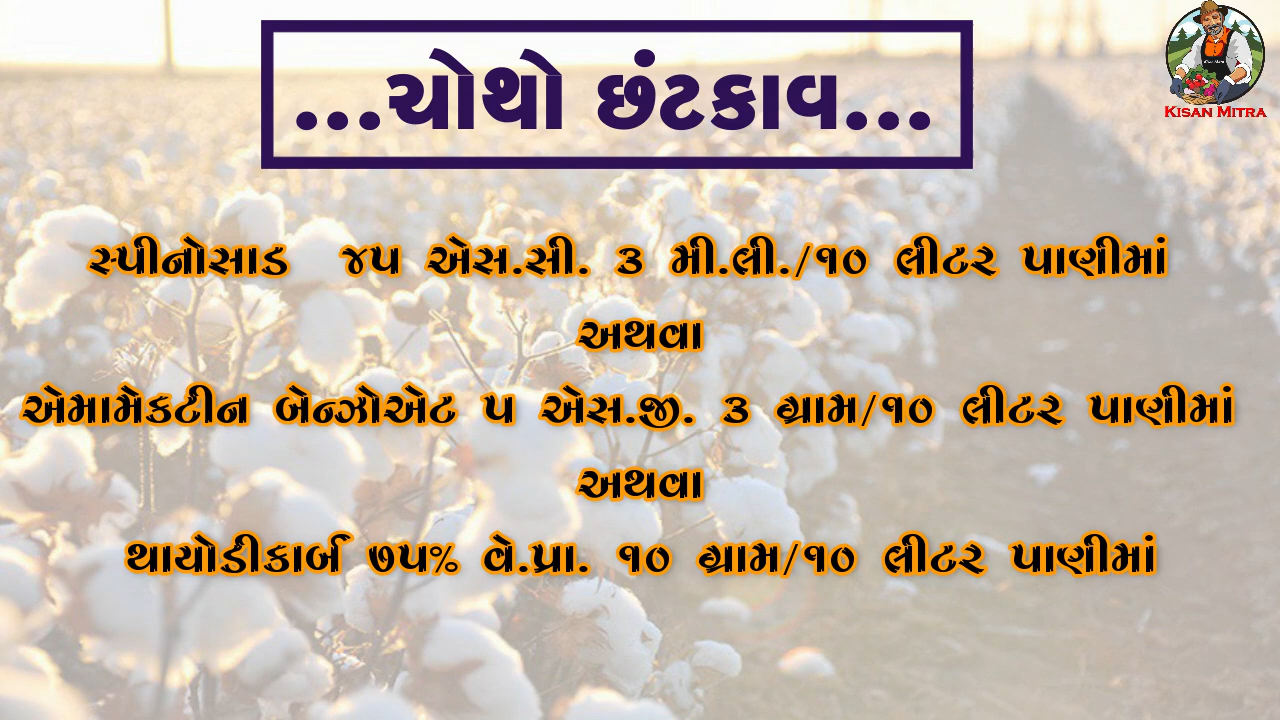 ...ચોથો છંટકાવ...
KISAN MITRA
સ્પીનોસાડ ૪૫ એસ.સી. ૩ મી.લી./૧૦ લીટર પાણીમાં
અથવા
એમામેકટીન બેન્ઝોએટ ૫ એસ.જી. ૩ ગ્રામ/૧૦ લીટર પાણીમાં
અથવા
થાયોડીકાર્બ ૭૫% વે.પ્રા. ૧૦ ગ્રામ/૧૦ લીટર પાણીમાં